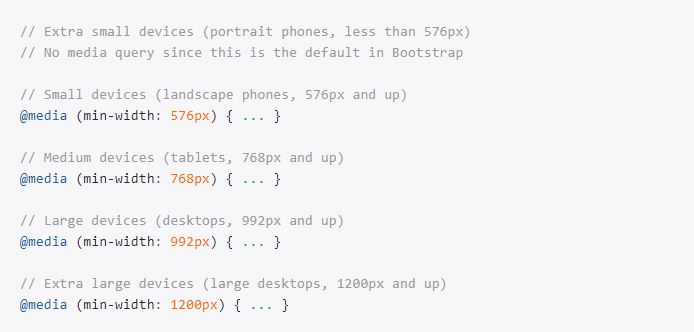 // Extra small devices (portrait phones, less than 576px)
// No media query since this is the default in Bootstrap
// Small devices (landscape phones, 576px and up)
@media (min-width: 576px) { ... }
// Medium devices (tablets, 768px and up)
@media (min-width: 768px) { ... }
// Large devices (desktops, 992px and up)
@media (min-width: 992px) { ... }
// Extra large devices (large desktops, 1200px and up)
@media (min-width: 1200px) { ... }